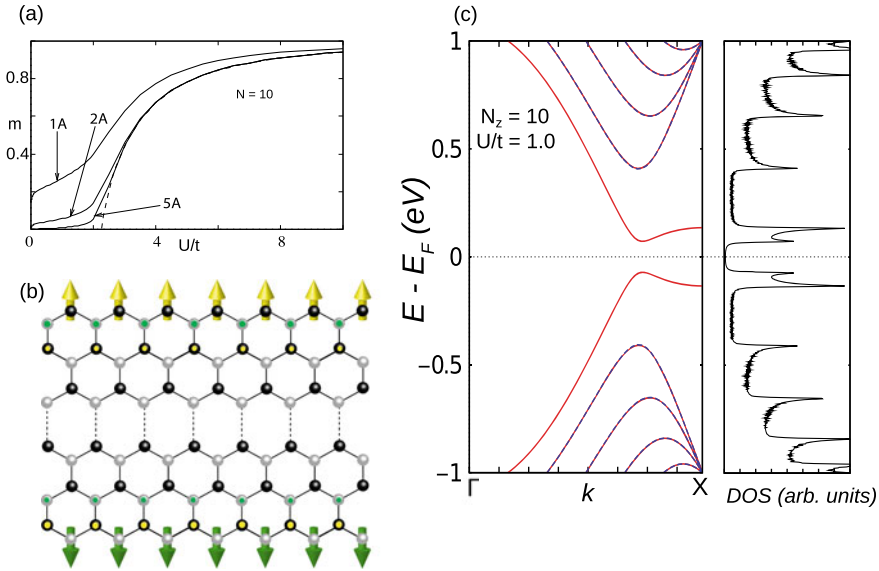 (a)
0.8
m
0.4
1A
2A
5A
N = 10
0
4
8
U/t
(b)
(c)
E - E_F (eV)
1
0.5
0
−0.5
−1
N_z = 10
U/t = 1.0
Γ
k
X
DOS (arb. units)